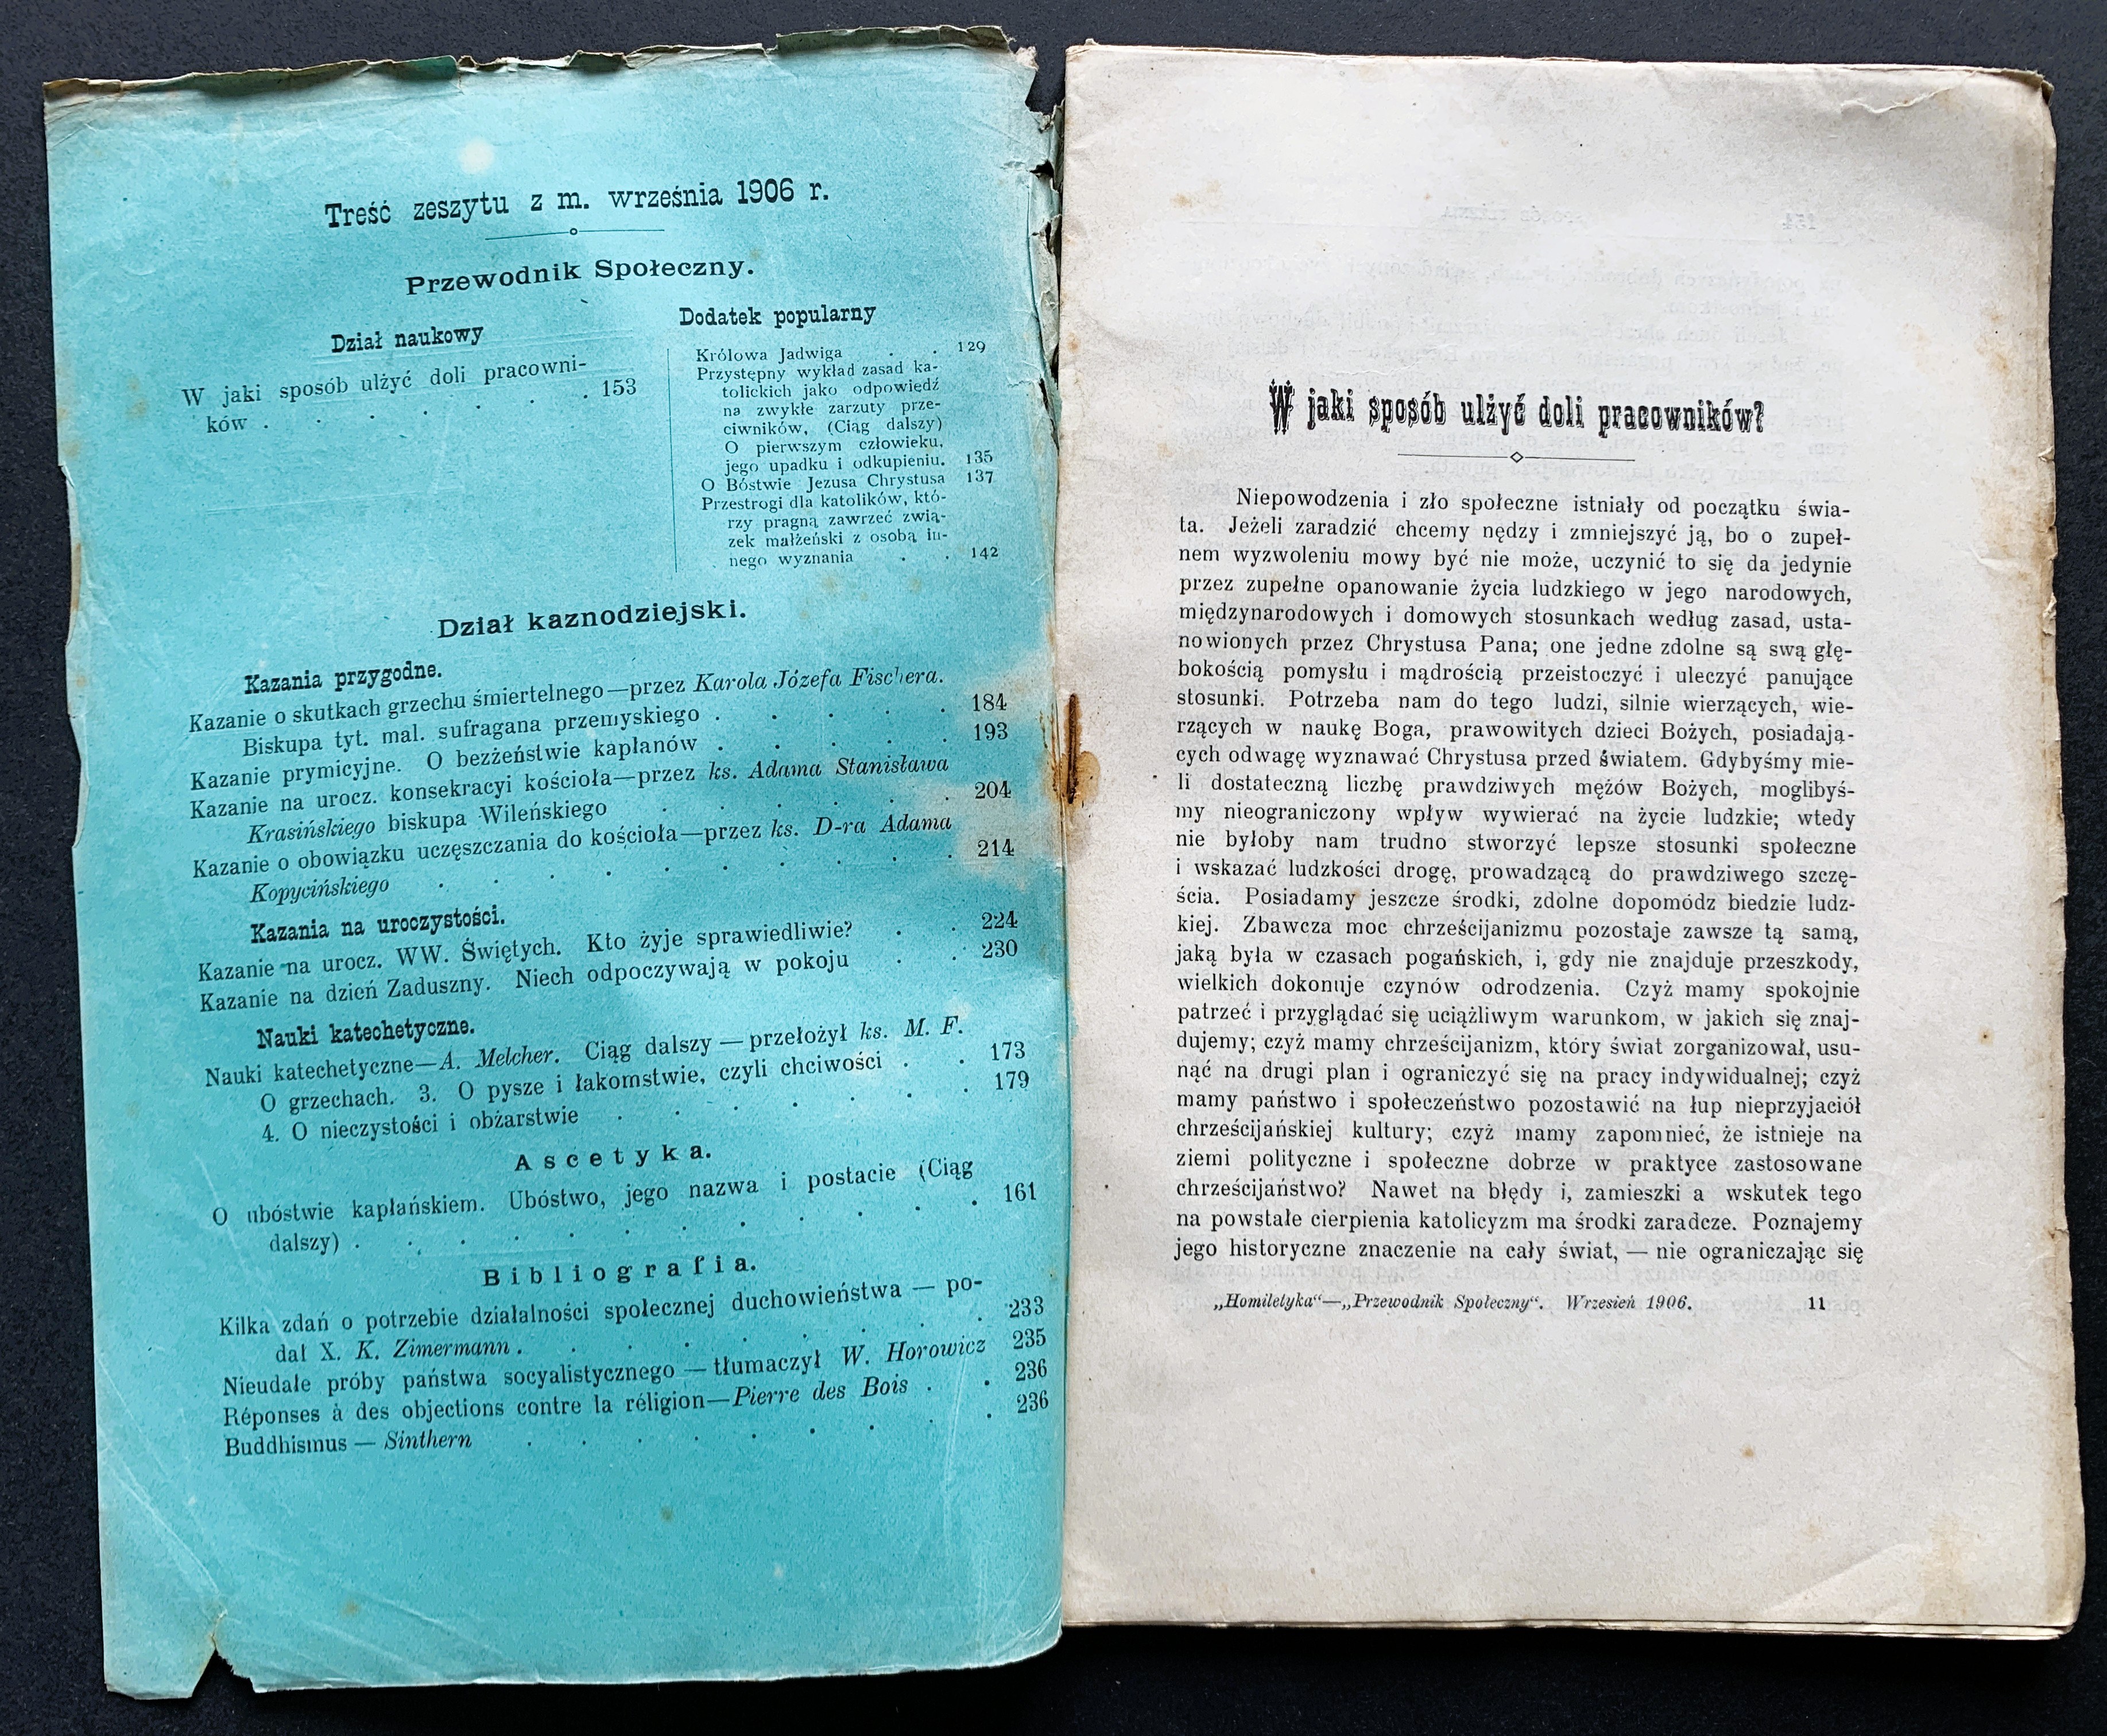 Treść zeszytu z m. września 1906 r.
Przewodnik Społeczny.
Dział naukowy
W jaki sposób ulżyć doli pracowni-
ków . . . . . . . 153
Dodatek popularny
Królowa Jadwiga . . 129
Przystępny wykład zasad ka-
tolickich jako odpowiedź
na zwykłe zarzuty prze-
ciwników, (Ciąg dalszy)
O pierwszym człowieku,
jego upadku i odkupieniu. 135
O Bóstwie Jezusa Chrystusa 137
Przestrogi dla katolików, któ-
rzy pragną zawrzeć zwią-
zek małżeński z osobą in-
nego wyznania . . 142
Dział kaznodziejski.
Kazania przygodne.
Kazanie o skutkach grzechu śmiertelnego—przez Karola Józefa Fischera.
Biskupa tyt. mal. sufragana przemyskiego . . . . . 184
Kazanie prymicyjne. O bezżeństwie kapłanów . . . . . 193
Kazanie na urocz. konsekracyi kościoła—przez ks. Adama Stanisława
Krasińskiego biskupa Wileńskiego . . . . . . 204
Kazanie o obowiązku uczęszczania do kościoła—przez ks. D-ra Adama
Kopycińskiego . . . . . . . . . . 214
Kazania na uroczystości.
Kazanie na urocz. WW. Świętych. Kto żyje sprawiedliwie? . . 224
Kazanie na dzień Zaduszny. Niech odpoczywają w pokoju . . 230
Nauki katechetyczne.
Nauki katechetyczne—A. Melcher. Ciąg dalszy — przełożył ks. M. F.
O grzechach. 3. O pysze i łakomstwie, czyli chciwości . . 173
4. O nieczystości i obżarstwie . . . . . . . 179
Ascetyka.
O ubóstwie kapłańskiem. Ubóstwo, jego nazwa i postacie (Ciąg
dalszy) . . . . . . . . . . . . 161
Bibliografia.
Kilka zdań o potrzebie działalności społecznej duchowieństwa — po-
dał X. K. Zimermann . . . . . . . . . 233
Nieudałe próby państwa socyalistycznego — tłumaczył W. Horowicz 235
Réponses à des objections contre la réligion—Pierre des Bois . . 236
Buddhismus — Sinthern . . . . . . . . . 236
W jaki sposób ulżyć doli pracowników?
Niepowodzenia i zło społeczne istniały od początku świa-
ta. Jeżeli zaradzić chcemy nędzy i zmniejszyć ją, bo o zupeł-
nem wyzwoleniu mowy być nie może, uczynić to się da jedynie
przez zupełne opanowanie życia ludzkiego w jego narodowych,
międzynarodowych i domowych stosunkach według zasad, usta-
nowionych przez Chrystusa Pana; one jedne zdolne są swą głę-
bokością pomysłu i mądrością przeistoczyć i uleczyć panujące
stosunki. Potrzeba nam do tego ludzi, silnie wierzących, wie-
rzących w naukę Boga, prawowitych dzieci Bożych, posiadają-
cych odwagę wyznawać Chrystusa przed światem. Gdybyśmy mie-
li dostateczną liczbę prawdziwych mężów Bożych, moglibyś-
my nieograniczony wpływ wywierać na życie ludzkie; wtedy
nie byłoby nam trudno stworzyć lepsze stosunki społeczne
i wskazać ludzkości drogę, prowadzącą do prawdziwego szczę-
ścia. Posiadamy jeszcze środki, zdolne dopomódz biedzie ludz-
kiej. Zbawcza moc chrześcijanizmu pozostaje zawsze tą samą,
jaką była w czasach pogańskich, i, gdy nie znajduje przeszkody,
wielkich dokonuje czynów odrodzenia. Czyż mamy spokojnie
patrzeć i przyglądać się uciążliwym warunkom, w jakich się znaj-
dujemy; czyż mamy chrześcijanizm, który świat zorganizował, usu-
nąć na drugi plan i ograniczyć się na pracy indywidualnej; czyż
mamy państwo i społeczeństwo pozostawić na łup nieprzyjaciół
chrześcijańskiej kultury; czyż mamy zapomnieć, że istnieje na
ziemi polityczne i społeczne dobrze w praktyce zastosowane
chrześcijaństwo? Nawet na błędy i, zamieszki a wskutek tego
na powstałe cierpienia katolicyzm ma środki zaradcze. Poznajemy
jego historyczne znaczenie na cały świat, — nie ograniczając się
„Homiletyka“—„Przewodnik Społeczny“. Wrzesień 1906. 11